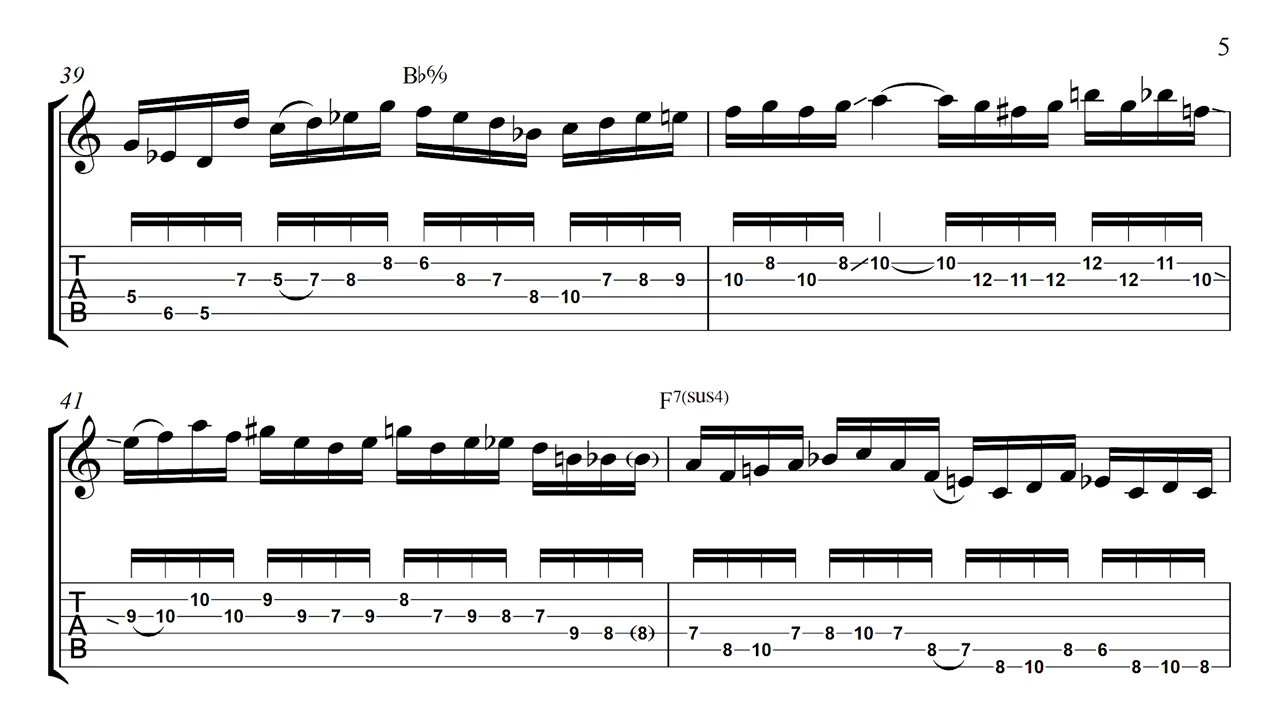 5
39 B♭6/9
T 8 6 8 8 10 10 12 11
A 7 5 7 8 8 7 7 8 9 10 10 12 11 12 12 10
5 8 10
B 6 5
41 F7(sus4)
T 10 9 8
A 9 10 10 9 7 9 7 9 8 7
9 8 (8) 7 7 8 10 7
B 8 10 8 7 8 6
8 10 8 10 8